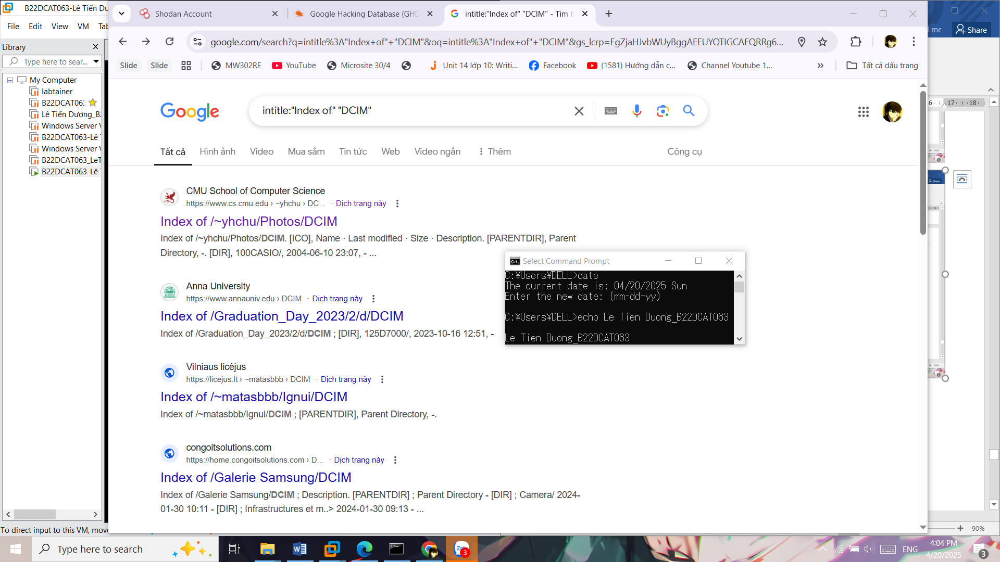 B22DCAT063-Lê Tiến Dư
File Edit View VM Tab
Library
Type here to sear...
My Computer
labtainer
B22DCAT06:
Lê Tiến Dương_B2
Windows Server V
B22DCAT063-Lê T
Windows Server V
B22DCAT063_LeT
B22DCAT063-Lê T
To direct input to this VM, move
Shodan Account
Google Hacking Database (GHD
intitle:"Index of" "DCIM" - Tìm t
google.com/search?q=intitle%3A"Index+of"+"DCIM"&oq=intitle%3A"Index+of"+"DCIM"&gs_lcrp=EgZjaHJvbWUyBggAEEUYOTIGCAEQRRg6...
Slide Slide MW302RE YouTube Microsite 30/4 Unit 14 lớp 10: Writi... Facebook (1581) Hướng dẫn c... Channel Youtube 1... Tất cả dấu trang
Google
intitle:"Index of" "DCIM"
Tất cả Hình ảnh Video Mua sắm Tin tức Web Video ngắn Thêm Công cụ
CMU School of Computer Science
https://www.cs.cmu.edu › ~yhchu › DC... · Dịch trang này
Index of /~yhchu/Photos/DCIM
Index of /~yhchu/Photos/DCIM. [ICO], Name · Last modified · Size · Description. [PARENTDIR], Parent
Directory, -. [DIR], 100CASIO/, 2004-06-10 23:07, - ...
Anna University
https://www.annauniv.edu › DCIM · Dịch trang này
Index of /Graduation_Day_2023/2/d/DCIM
Index of /Graduation_Day_2023/2/d/DCIM ; [DIR], 125D7000/, 2023-10-16 12:51, -
Vilniaus licėjus
https://licejus.lt › ~matasbbb › DCIM · Dịch trang này
Index of /~matasbbb/Ignui/DCIM
Index of /~matasbbb/Ignui/DCIM ; [PARENTDIR], Parent Directory, -.
congoitsolutions.com
https://home.congoitsolutions.com › D... · Dịch trang này
Index of /Galerie Samsung/DCIM
Index of /Galerie Samsung/DCIM ; Description. [PARENTDIR] ; Parent Directory - [DIR] ; Camera/ 2024-
01-30 10:11 - [DIR] ; Infrastructures et m..> 2024-01-30 09:13 - ...
Select Command Prompt
C:¥Users¥DELL>date
The current date is: 04/20/2025 Sun
Enter the new date: (mm-dd-yy)
C:¥Users¥DELL>echo Le Tien Duong_B22DCAT063
Le Tien Duong_B22DCAT063
me Share
17 18
Share
90%
Type here to search
3
ENG
4:04 PM
4/20/2025
3